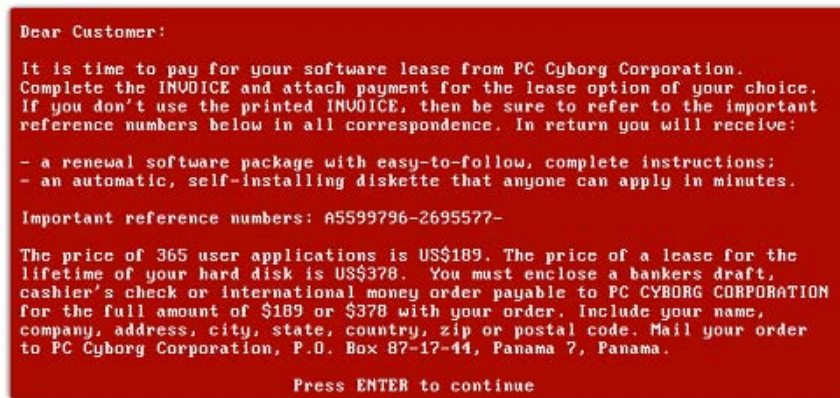 Dear Customer:
It is time to pay for your software lease from PC Cyborg Corporation.
Complete the INVOICE and attach payment for the lease option of your choice.
If you don't use the printed INVOICE, then be sure to refer to the important
reference numbers below in all correspondence. In return you will receive:
- a renewal software package with easy-to-follow, complete instructions;
- an automatic, self-installing diskette that anyone can apply in minutes.
Important reference numbers: A5599796-2695577-
The price of 365 user applications is US$189. The price of a lease for the
lifetime of your hard disk is US$378.  You must enclose a bankers draft,
cashier's check or international money order payable to PC CYBORG CORPORATION
for the full amount of $189 or $378 with your order. Include your name,
company, address, city, state, country, zip or postal code. Mail your order
to PC Cyborg Corporation, P.O. Box 87-17-44, Panama 7, Panama.
Press ENTER to continue